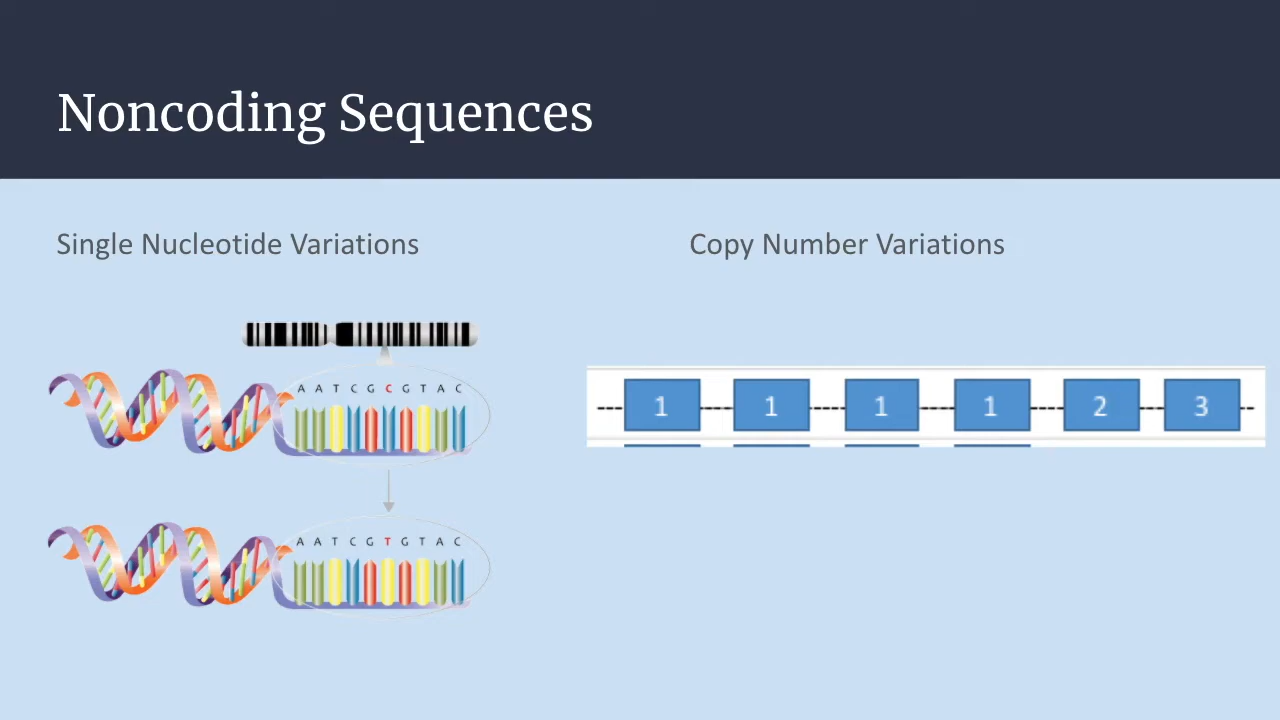 Noncoding Sequences
Single Nucleotide Variations
Copy Number Variations
A A T C G C G T A C
1 1 1 1 2 3
A A T C G T G T A C